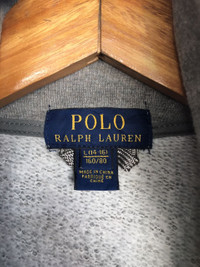 POLO
RALPH LAUREN
L (14-16)
160/80
MADE IN CHINA
FABRIQUÉ EN
CHINE